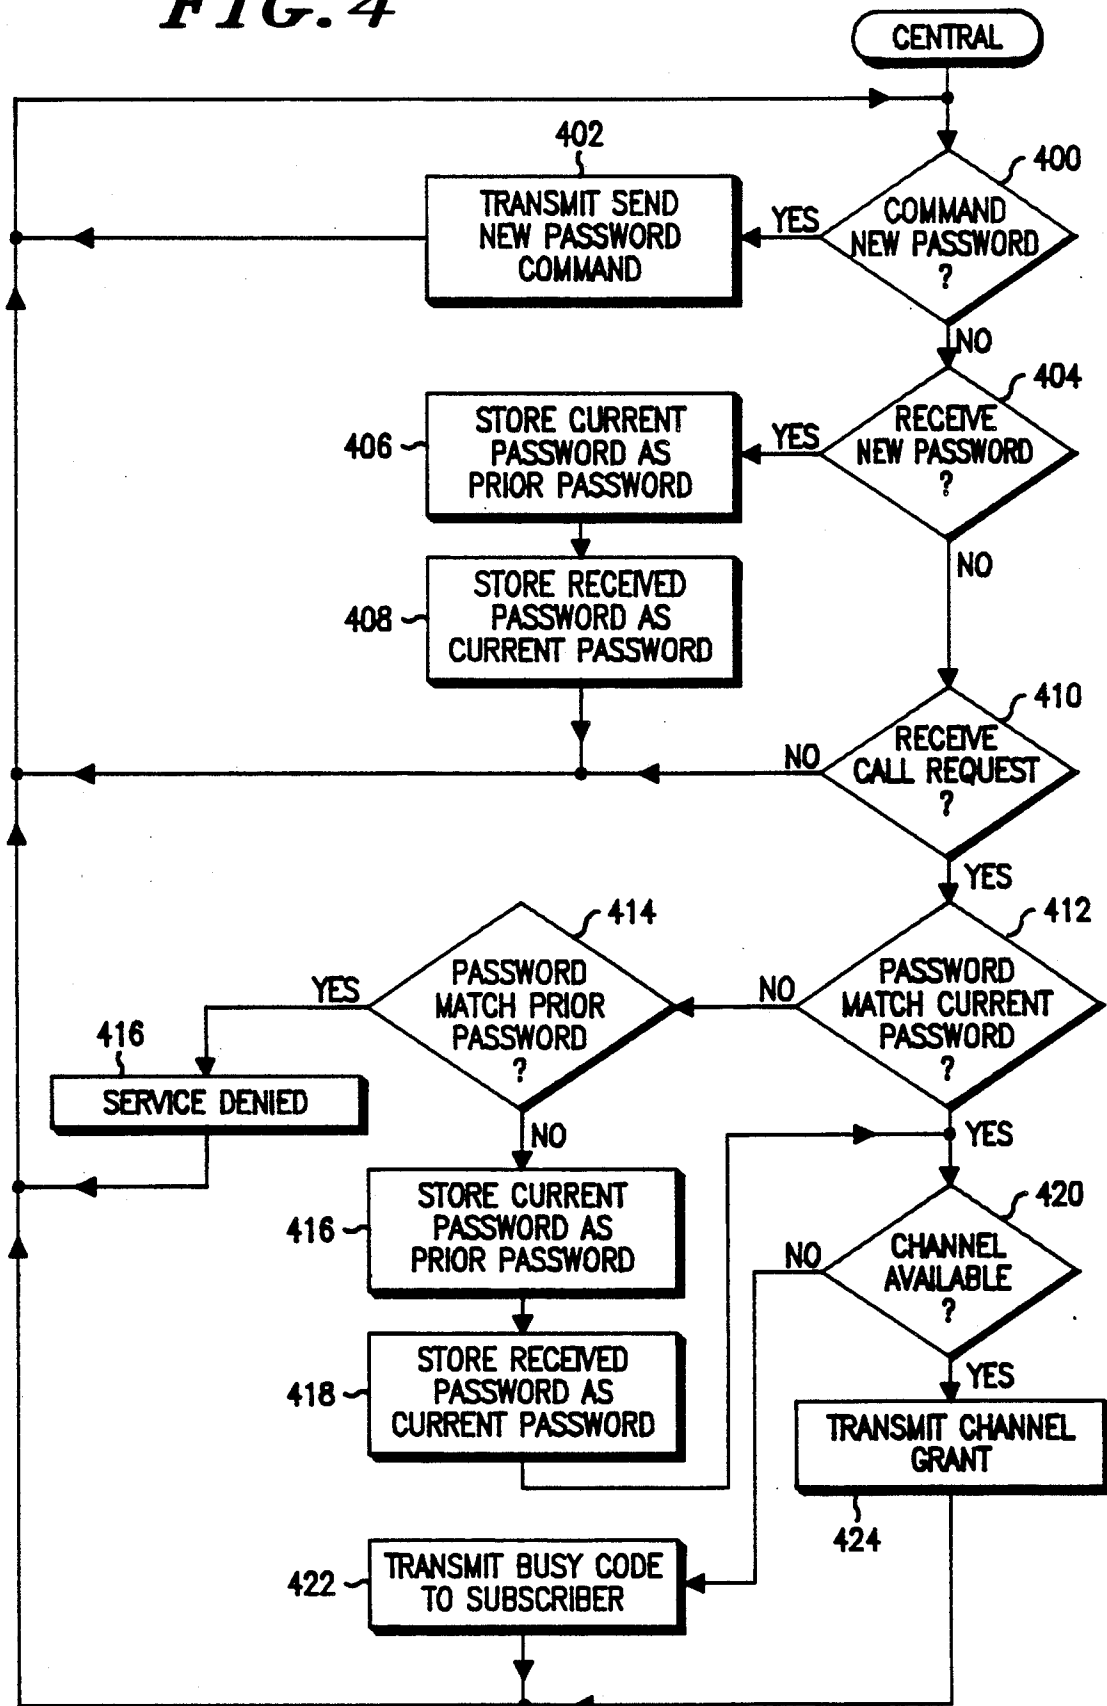 FIG. 4
CENTRAL
400
COMMAND
NEW PASSWORD
?
YES
NO
402
TRANSMIT SEND
NEW PASSWORD
COMMAND
404
RECEIVE
NEW PASSWORD
?
YES
NO
406
STORE CURRENT
PASSWORD AS
PRIOR PASSWORD
408
STORE RECEIVED
PASSWORD AS
CURRENT PASSWORD
410
RECEIVE
CALL REQUEST
?
NO
YES
412
PASSWORD
MATCH CURRENT
PASSWORD
?
NO
YES
414
PASSWORD
MATCH PRIOR
PASSWORD
?
YES
NO
416
SERVICE DENIED
416
STORE CURRENT
PASSWORD AS
PRIOR PASSWORD
418
STORE RECEIVED
PASSWORD AS
CURRENT PASSWORD
420
CHANNEL
AVAILABLE
?
NO
YES
422
TRANSMIT BUSY CODE
TO SUBSCRIBER
TRANSMIT CHANNEL
GRANT
424